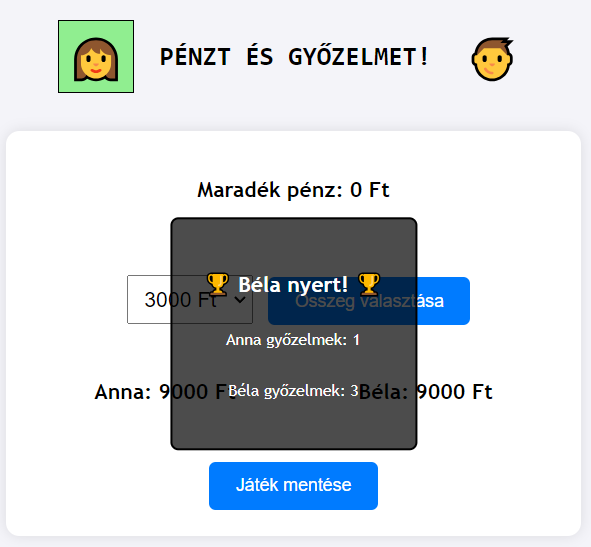 PÉNZT ÉS GYŐZELMET!
Maradék pénz: 0 Ft
🏆 Béla nyert! 🏆
3000 Ft
Összeg választása
Anna győzelmek: 1
Anna: 9000 Ft
Béla győzelmek: 3
Béla: 9000 Ft
Játék mentése